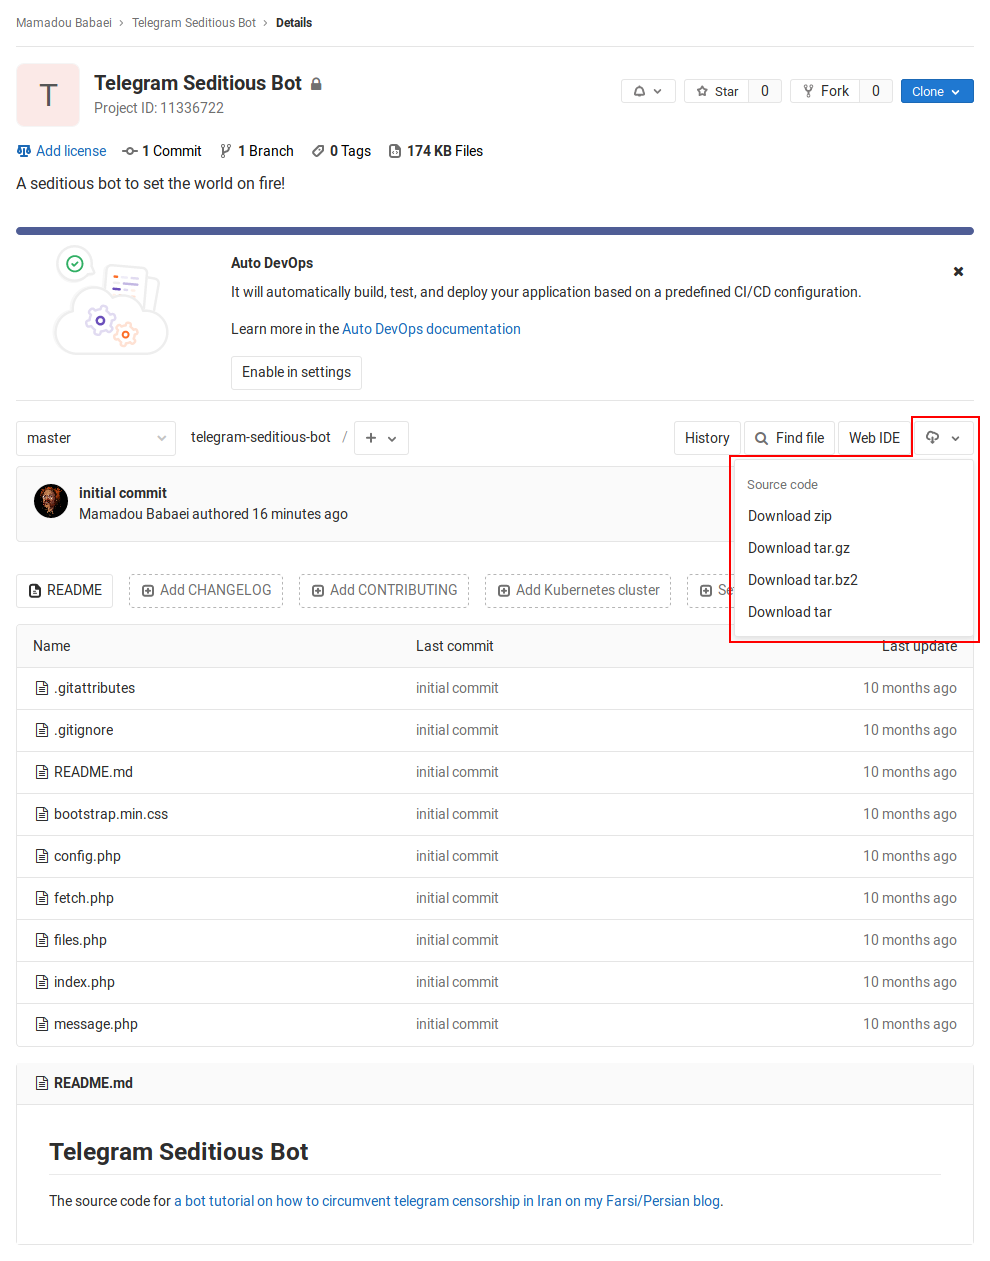 Mamadou Babaei › Telegram Seditious Bot › Details
T
Telegram Seditious Bot
Project ID: 11336722
Star 0 Fork 0 Clone
Add license 1 Commit 1 Branch 0 Tags 174 KB Files
A seditious bot to set the world on fire!
Auto DevOps
It will automatically build, test, and deploy your application based on a predefined CI/CD configuration.
Learn more in the Auto DevOps documentation
Enable in settings
master telegram-seditious-bot / + History Find file Web IDE
initial commit
Mamadou Babaei authored 16 minutes ago
Source code
Download zip
Download tar.gz
Download tar.bz2
Download tar
README Add CHANGELOG Add CONTRIBUTING Add Kubernetes cluster
Name Last commit Last update
.gitattributes initial commit 10 months ago
.gitignore initial commit 10 months ago
README.md initial commit 10 months ago
bootstrap.min.css initial commit 10 months ago
config.php initial commit 10 months ago
fetch.php initial commit 10 months ago
files.php initial commit 10 months ago
index.php initial commit 10 months ago
message.php initial commit 10 months ago
README.md
Telegram Seditious Bot
The source code for a bot tutorial on how to circumvent telegram censorship in Iran on my Farsi/Persian blog.